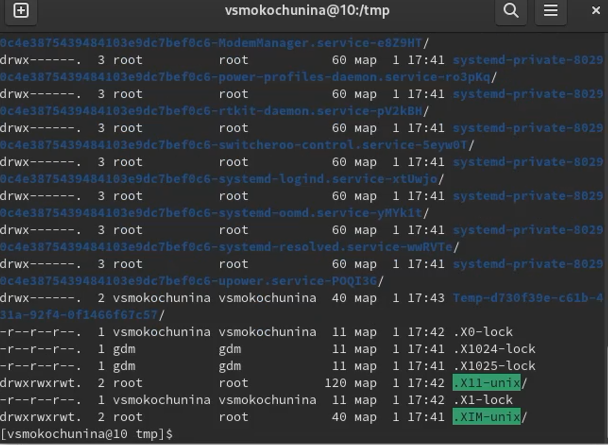 vsmokochunina@10:/tmp
0c4e3875439484103e9dc7bef0c6-ModemManager.service-e8Z9HT/
drwx------.  3 root         root           60 мар  1 17:41 systemd-private-8029
0c4e3875439484103e9dc7bef0c6-power-profiles-daemon.service-ro3pKq/
drwx------.  3 root         root           60 мар  1 17:41 systemd-private-8029
0c4e3875439484103e9dc7bef0c6-rtkit-daemon.service-pV2kBH/
drwx------.  3 root         root           60 мар  1 17:41 systemd-private-8029
0c4e3875439484103e9dc7bef0c6-switcheroo-control.service-5eyw0T/
drwx------.  3 root         root           60 мар  1 17:41 systemd-private-8029
0c4e3875439484103e9dc7bef0c6-systemd-logind.service-xtUwjo/
drwx------.  3 root         root           60 мар  1 17:41 systemd-private-8029
0c4e3875439484103e9dc7bef0c6-systemd-oomd.service-yMYk1t/
drwx------.  3 root         root           60 мар  1 17:41 systemd-private-8029
0c4e3875439484103e9dc7bef0c6-systemd-resolved.service-wwRVTe/
drwx------.  3 root         root           60 мар  1 17:41 systemd-private-8029
0c4e3875439484103e9dc7bef0c6-upower.service-POQI3G/
drwx------.  2 vsmokochunina vsmokochunina  40 мар  1 17:43 Temp-d730f39e-c61b-4
31a-92f4-0f1466f67c57/
-r--r--r--.  1 vsmokochunina vsmokochunina  11 мар  1 17:42 .X0-lock
-r--r--r--.  1 gdm          gdm            11 мар  1 17:41 .X1024-lock
-r--r--r--.  1 gdm          gdm            11 мар  1 17:41 .X1025-lock
drwxrwxrwt.  2 root         root          120 мар  1 17:42 .X11-unix/
-r--r--r--.  1 vsmokochunina vsmokochunina  11 мар  1 17:42 .X1-lock
drwxrwxrwt.  2 root         root           40 мар  1 17:41 .XIM-unix/
[vsmokochunina@10 tmp]$